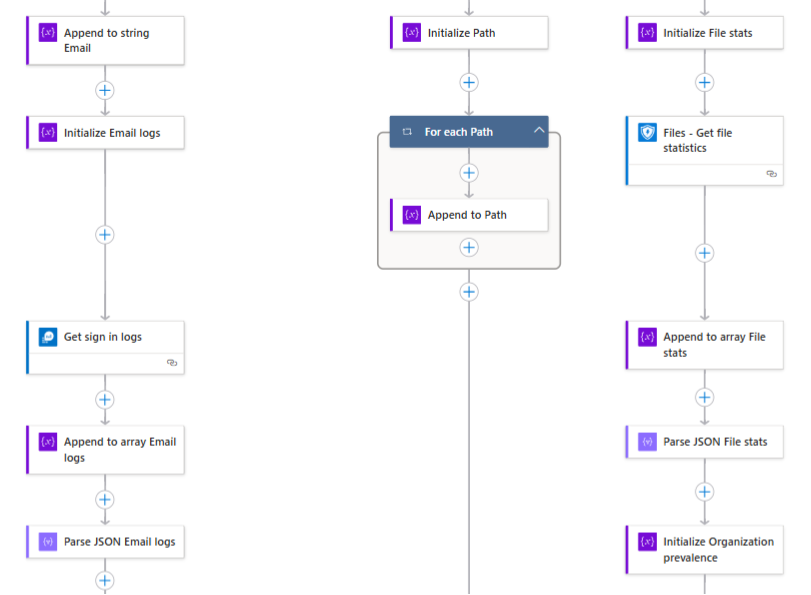 Append to string
Email
Initialize Email logs
Get sign in logs
Append to array Email
logs
Parse JSON Email logs
Initialize Path
For each Path
Append to Path
Initialize File stats
Files - Get file
statistics
Append to array File
stats
Parse JSON File stats
Initialize Organization
prevalence